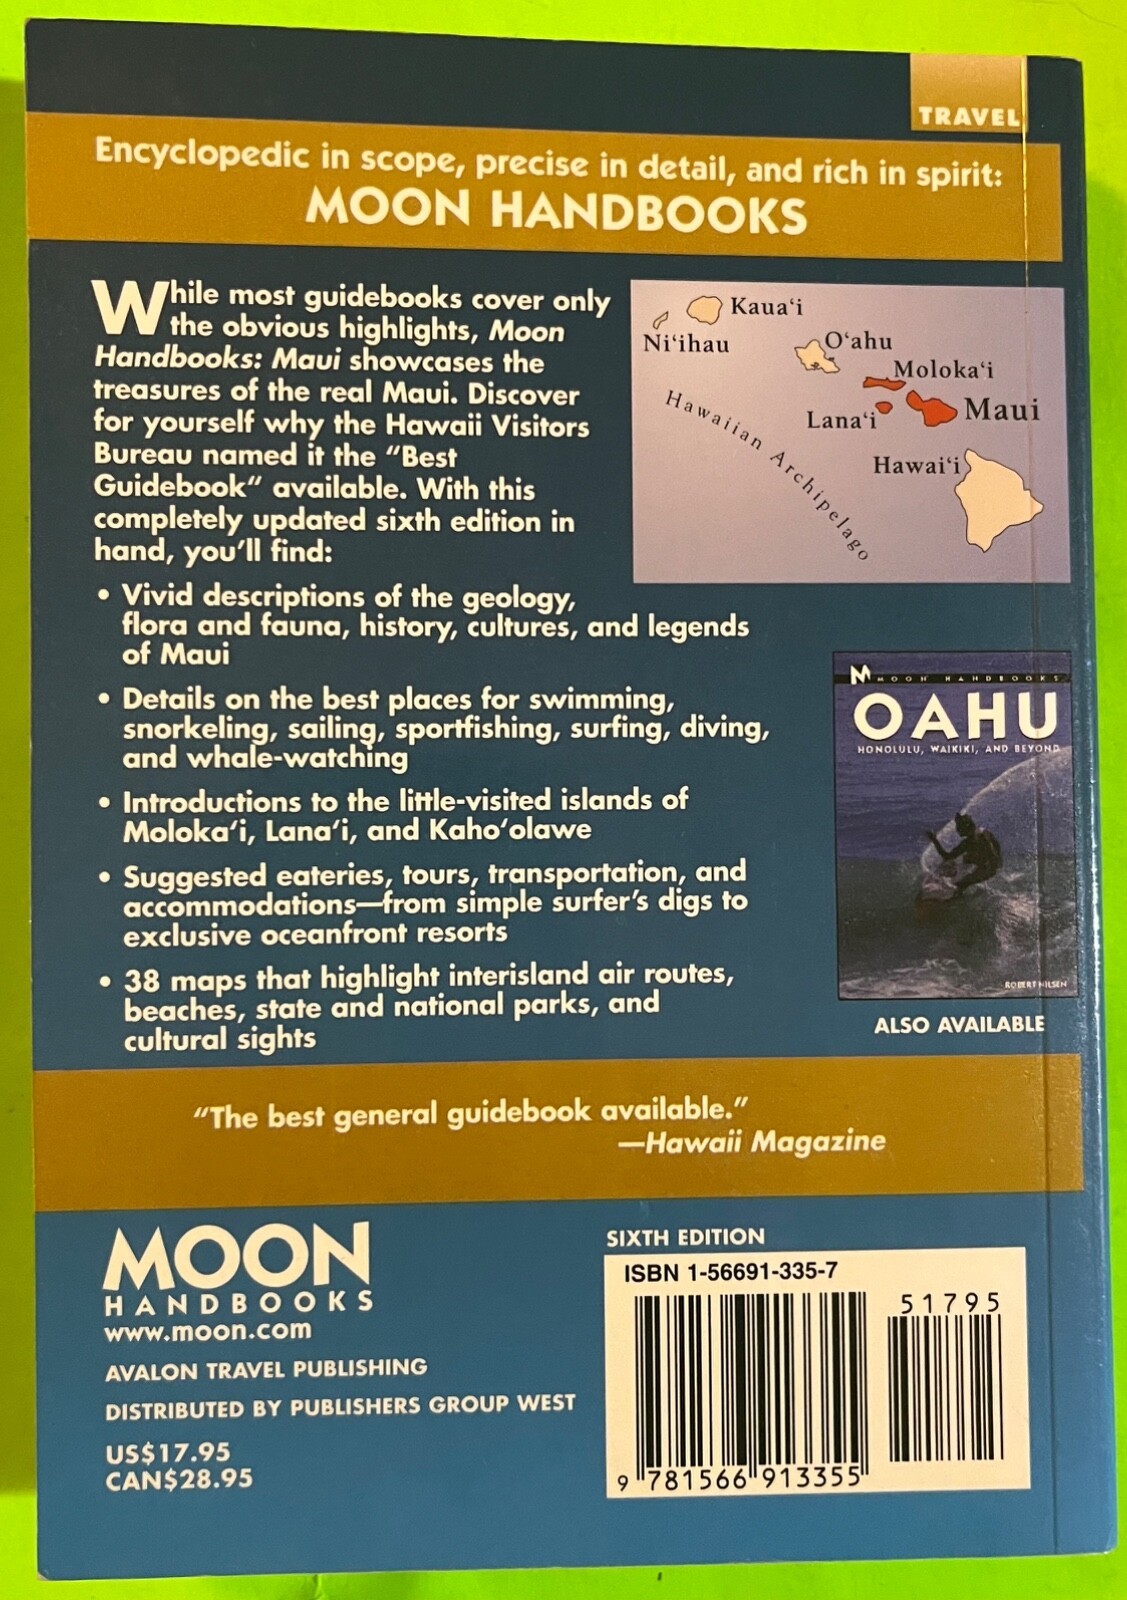 TRAVEL
Encyclopedic in scope, precise in detail, and rich in spirit:
MOON HANDBOOKS
While most guidebooks cover only
the obvious highlights, Moon
Handbooks: Maui showcases the
treasures of the real Maui. Discover
for yourself why the Hawaii Visitors
Bureau named it the “Best
Guidebook” available. With this
completely updated sixth edition in
hand, you’ll find:
Kaua‘i
Ni‘ihau
O‘ahu
Moloka‘i
Lana‘i
Maui
Hawai‘i
Hawaiian Archipelago
• Vivid descriptions of the geology,
flora and fauna, history, cultures, and legends
of Maui
• Details on the best places for swimming,
snorkeling, sailing, sportfishing, surfing, diving,
and whale-watching
• Introductions to the little-visited islands of
Moloka‘i, Lana‘i, and Kaho‘olawe
• Suggested eateries, tours, transportation, and
accommodations—from simple surfer’s digs to
exclusive oceanfront resorts
• 38 maps that highlight interisland air routes,
beaches, state and national parks, and
cultural sights
MOON HANDBOOKS
OAHU
HONOLULU, WAIKIKI, AND BEYOND
ROBERT NILSEN
ALSO AVAILABLE
“The best general guidebook available.”
—Hawaii Magazine
MOON
HANDBOOKS
www.moon.com
AVALON TRAVEL PUBLISHING
DISTRIBUTED BY PUBLISHERS GROUP WEST
US$17.95
CAN$28.95
SIXTH EDITION
ISBN 1-56691-335-7
51795
9 781566 913355